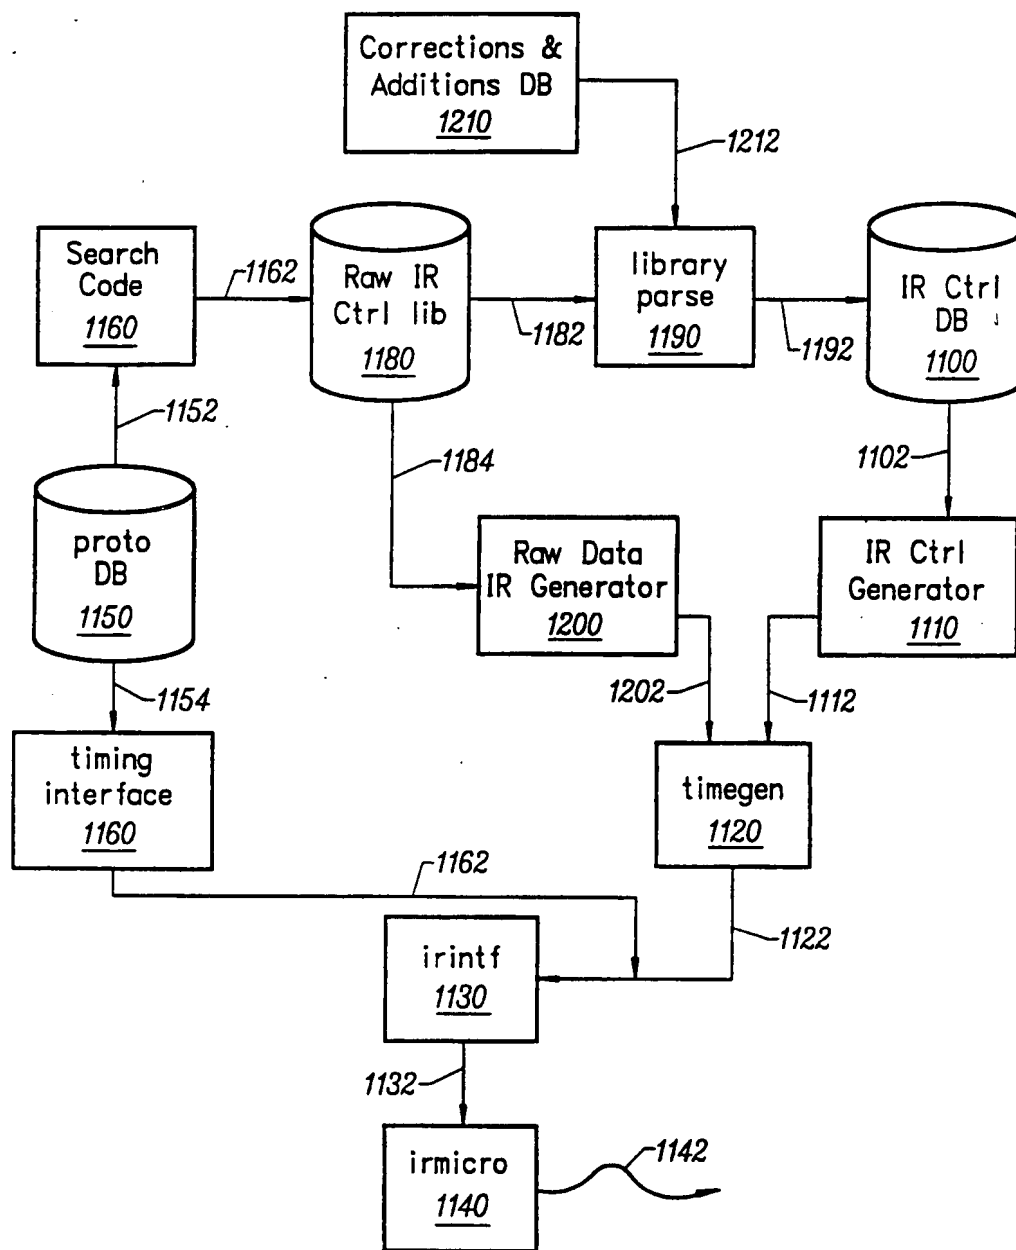 Corrections &
Additions DB
1210
1212
Search
Code
1160
1162
Raw IR
Ctrl lib
1180
1182
library
parse
1190
1192
IR Ctrl
DB
1100
1152
1184
1102
proto
DB
1150
Raw Data
IR Generator
1200
IR Ctrl
Generator
1110
1154
1202
1112
timing
interface
1160
timegen
1120
1162
1122
irintf
1130
1132
irmicro
1140
1142